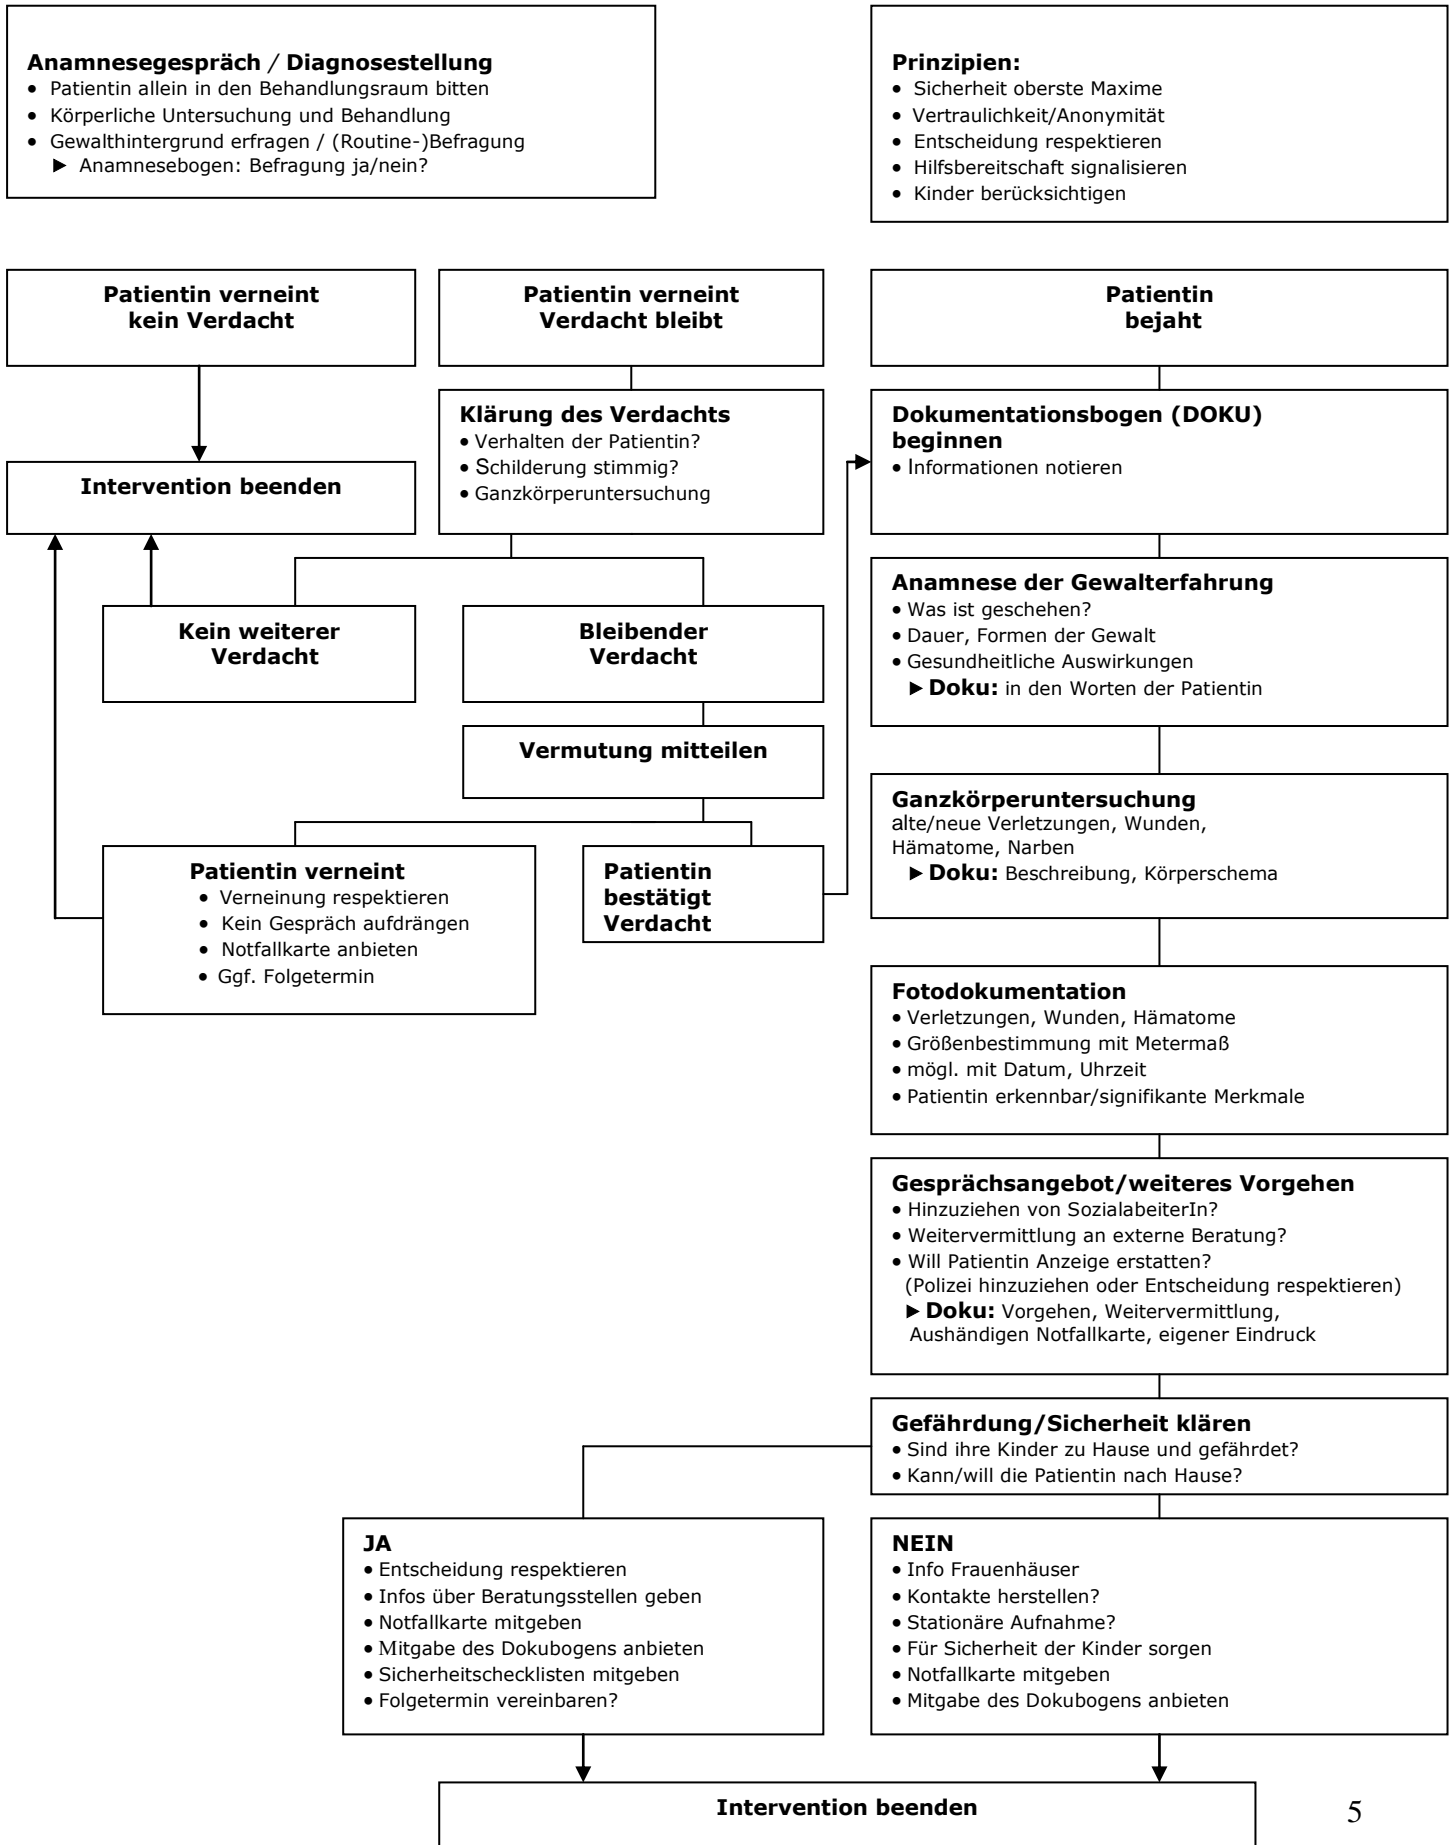 Anamnesegespräch / Diagnosestellung
• Patientin allein in den Behandlungsraum bitten
• Körperliche Untersuchung und Behandlung
• Gewalthintergrund erfragen / (Routine-)Befragung
► Anamnesebogen: Befragung ja/nein?
Prinzipien:
• Sicherheit oberste Maxime
• Vertraulichkeit/Anonymität
• Entscheidung respektieren
• Hilfsbereitschaft signalisieren
• Kinder berücksichtigen
Patientin verneint
kein Verdacht
Patientin verneint
Verdacht bleibt
Patientin
bejaht
Intervention beenden
Klärung des Verdachts
• Verhalten der Patientin?
• Schilderung stimmig?
• Ganzkörperuntersuchung
Dokumentationsbogen (DOKU)
beginnen
• Informationen notieren
Kein weiterer
Verdacht
Bleibender
Verdacht
Anamnese der Gewalterfahrung
• Was ist geschehen?
• Dauer, Formen der Gewalt
• Gesundheitliche Auswirkungen
► Doku: in den Worten der Patientin
Vermutung mitteilen
Ganzkörperuntersuchung
alte/neue Verletzungen, Wunden,
Hämatome, Narben
► Doku: Beschreibung, Körperschema
Patientin verneint
• Verneinung respektieren
• Kein Gespräch aufdrängen
• Notfallkarte anbieten
• Ggf. Folgetermin
Patientin
bestätigt
Verdacht
Fotodokumentation
• Verletzungen, Wunden, Hämatome
• Größenbestimmung mit Metermaß
• mögl. mit Datum, Uhrzeit
• Patientin erkennbar/signifikante Merkmale
Gesprächsangebot/weiteres Vorgehen
• Hinzuziehen von SozialabeiterIn?
• Weitervermittlung an externe Beratung?
• Will Patientin Anzeige erstatten?
(Polizei hinzuziehen oder Entscheidung respektieren)
► Doku: Vorgehen, Weitervermittlung,
Aushändigen Notfallkarte, eigener Eindruck
Gefährdung/Sicherheit klären
• Sind ihre Kinder zu Hause und gefährdet?
• Kann/will die Patientin nach Hause?
JA
• Entscheidung respektieren
• Infos über Beratungsstellen geben
• Notfallkarte mitgeben
• Mitgabe des Dokubogens anbieten
• Sicherheitschecklisten mitgeben
• Folgetermin vereinbaren?
NEIN
• Info Frauenhäuser
• Kontakte herstellen?
• Stationäre Aufnahme?
• Für Sicherheit der Kinder sorgen
• Notfallkarte mitgeben
• Mitgabe des Dokubogens anbieten
Intervention beenden
5